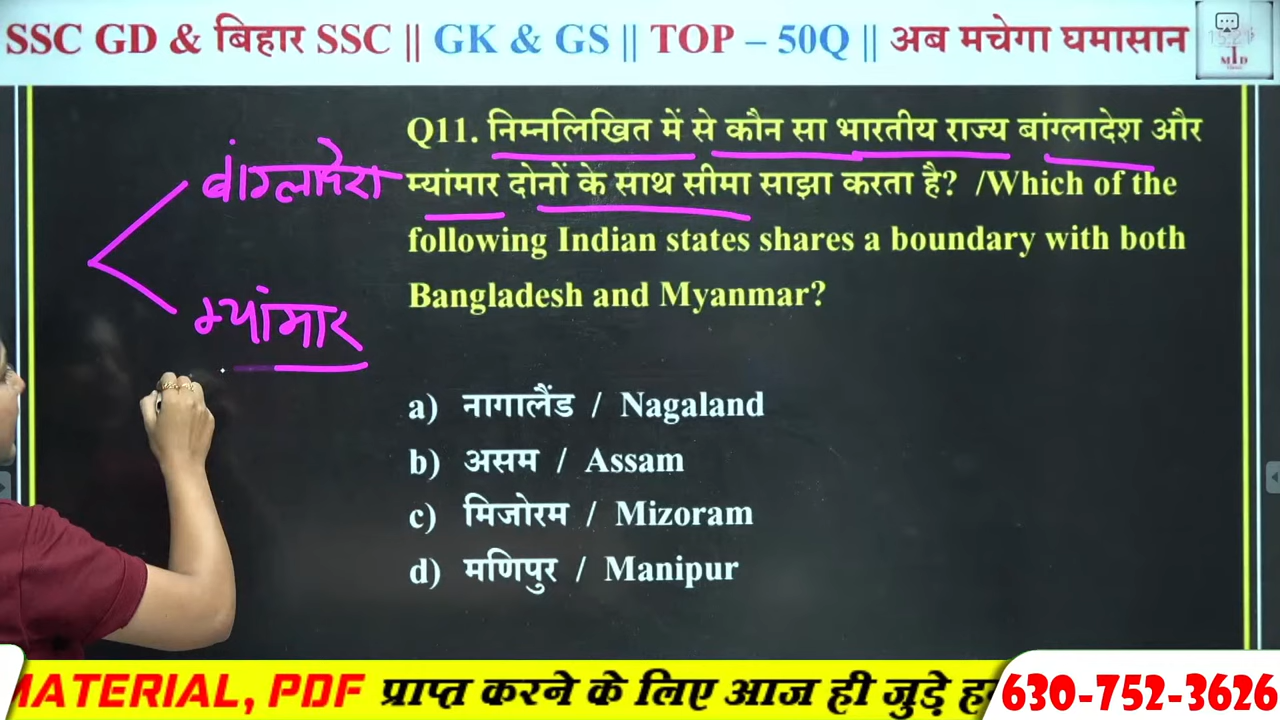 SSC GD & बिहार SSC || GK & GS || TOP – 50Q || अब मचेगा घमासान
15:21
M D
Q11. निम्नलिखित में से कौन सा भारतीय राज्य बांग्लादेश और
म्यांमार दोनों के साथ सीमा साझा करता है? /Which of the
following Indian states shares a boundary with both
Bangladesh and Myanmar?
बांग्लादेश
म्यांमार
a) नागालैंड / Nagaland
b) असम / Assam
c) मिजोरम / Mizoram
d) मणिपुर / Manipur
MATERIAL, PDF प्राप्त करने के लिए आज ही जुड़े
630-752-3626